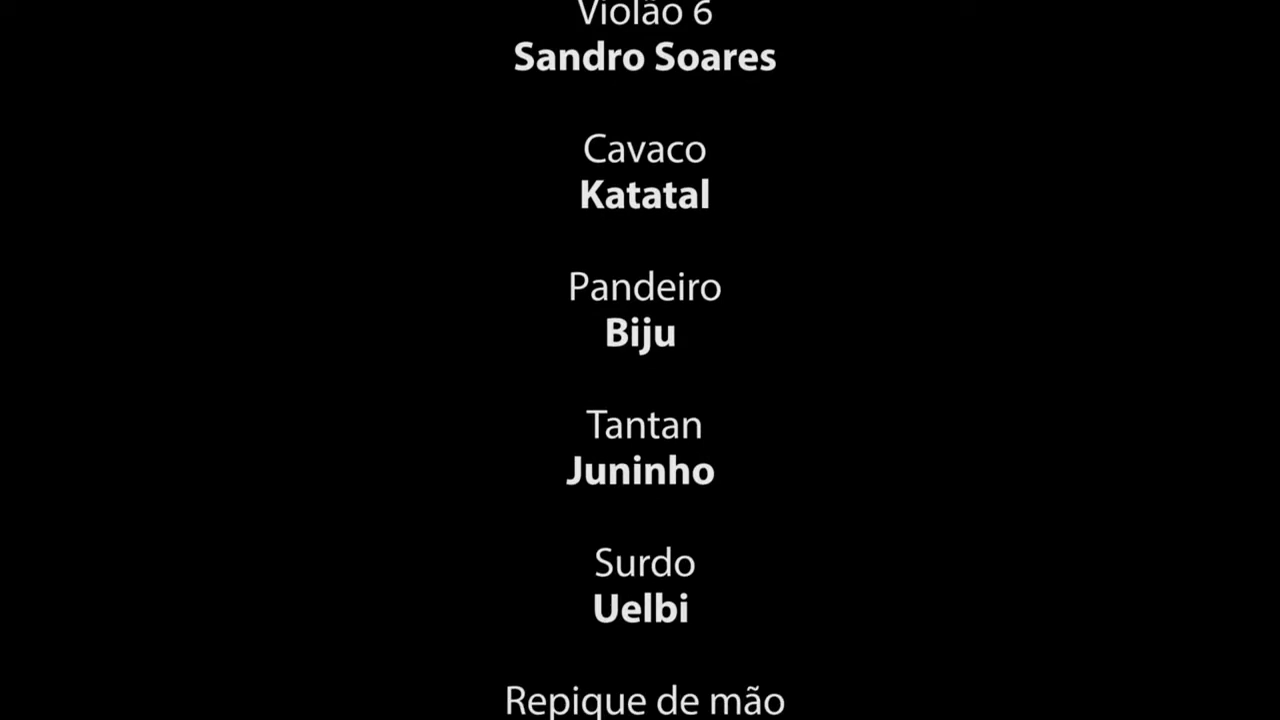 Violão 6
Sandro Soares
Cavaco
Katatal
Pandeiro
Biju
Tantan
Juninho
Surdo
Uelbi
Repique de mão